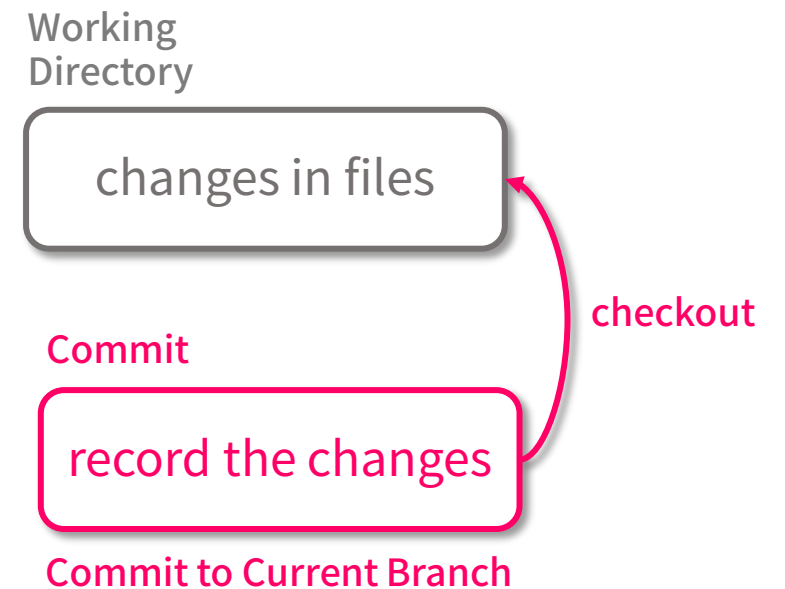 Working
Directory
changes in files
checkout
Commit
record the changes
Commit to Current Branch